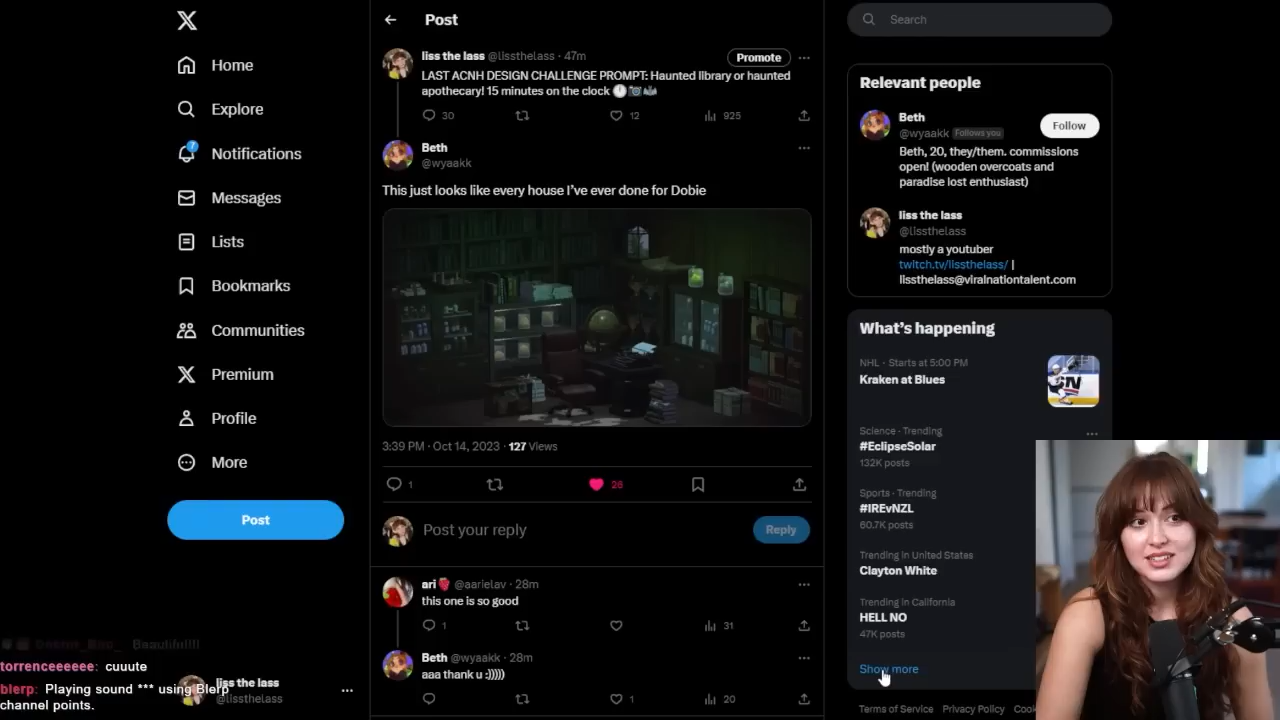 Home
Explore
7
Notifications
Messages
Lists
Bookmarks
Communities
Premium
Profile
More
Post
torrenceeeeee: cuuute
blerp: Playing sound *** using Blerp
channel points.
liss the lass
@lissthelass
Post
liss the lass @lissthelass · 47m
Promote
LAST ACNH DESIGN CHALLENGE PROMPT: Haunted library or haunted
apothecary! 15 minutes on the clock
30
12
925
Beth
@wyaakk
This just looks like every house I've ever done for Dobie
3:39 PM · Oct 14, 2023 · 127 Views
1
26
Post your reply
Reply
ari @aarielav · 28m
this one is so good
1
31
Beth @wyaakk · 28m
aaa thank u :)))))
1
20
Search
Relevant people
Beth
@wyaakk Follows you
Follow
Beth, 20, they/them. commissions
open! (wooden overcoats and
paradise lost enthusiast)
liss the lass
@lissthelass
mostly a youtuber
twitch.tv/lissthelass/ |
lissthelass@viralnationtalent.com
What's happening
NHL · Starts at 5:00 PM
Kraken at Blues
Science · Trending
#EclipseSolar
132K posts
Sports · Trending
#IREvNZL
60.7K posts
Trending in United States
Clayton White
Trending in California
HELL NO
47K posts
Show more
Terms of Service Privacy Policy Cook